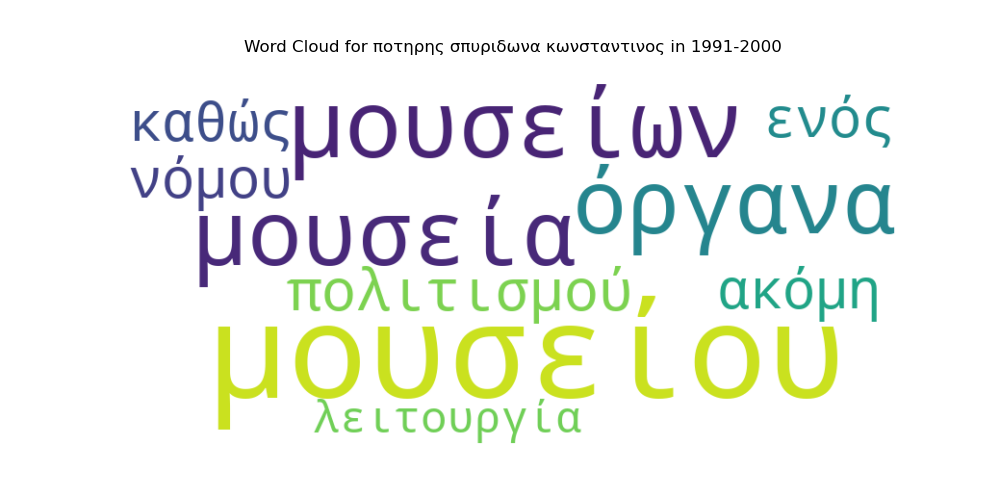 Word Cloud for ποτηρης σπυριδωνα κωνσταντινος in 1991-2000
καθώς μουσείων ενός
νόμου
μουσεία όργανα
πολιτισμού ακόμη
μουσείου
λειτουργία